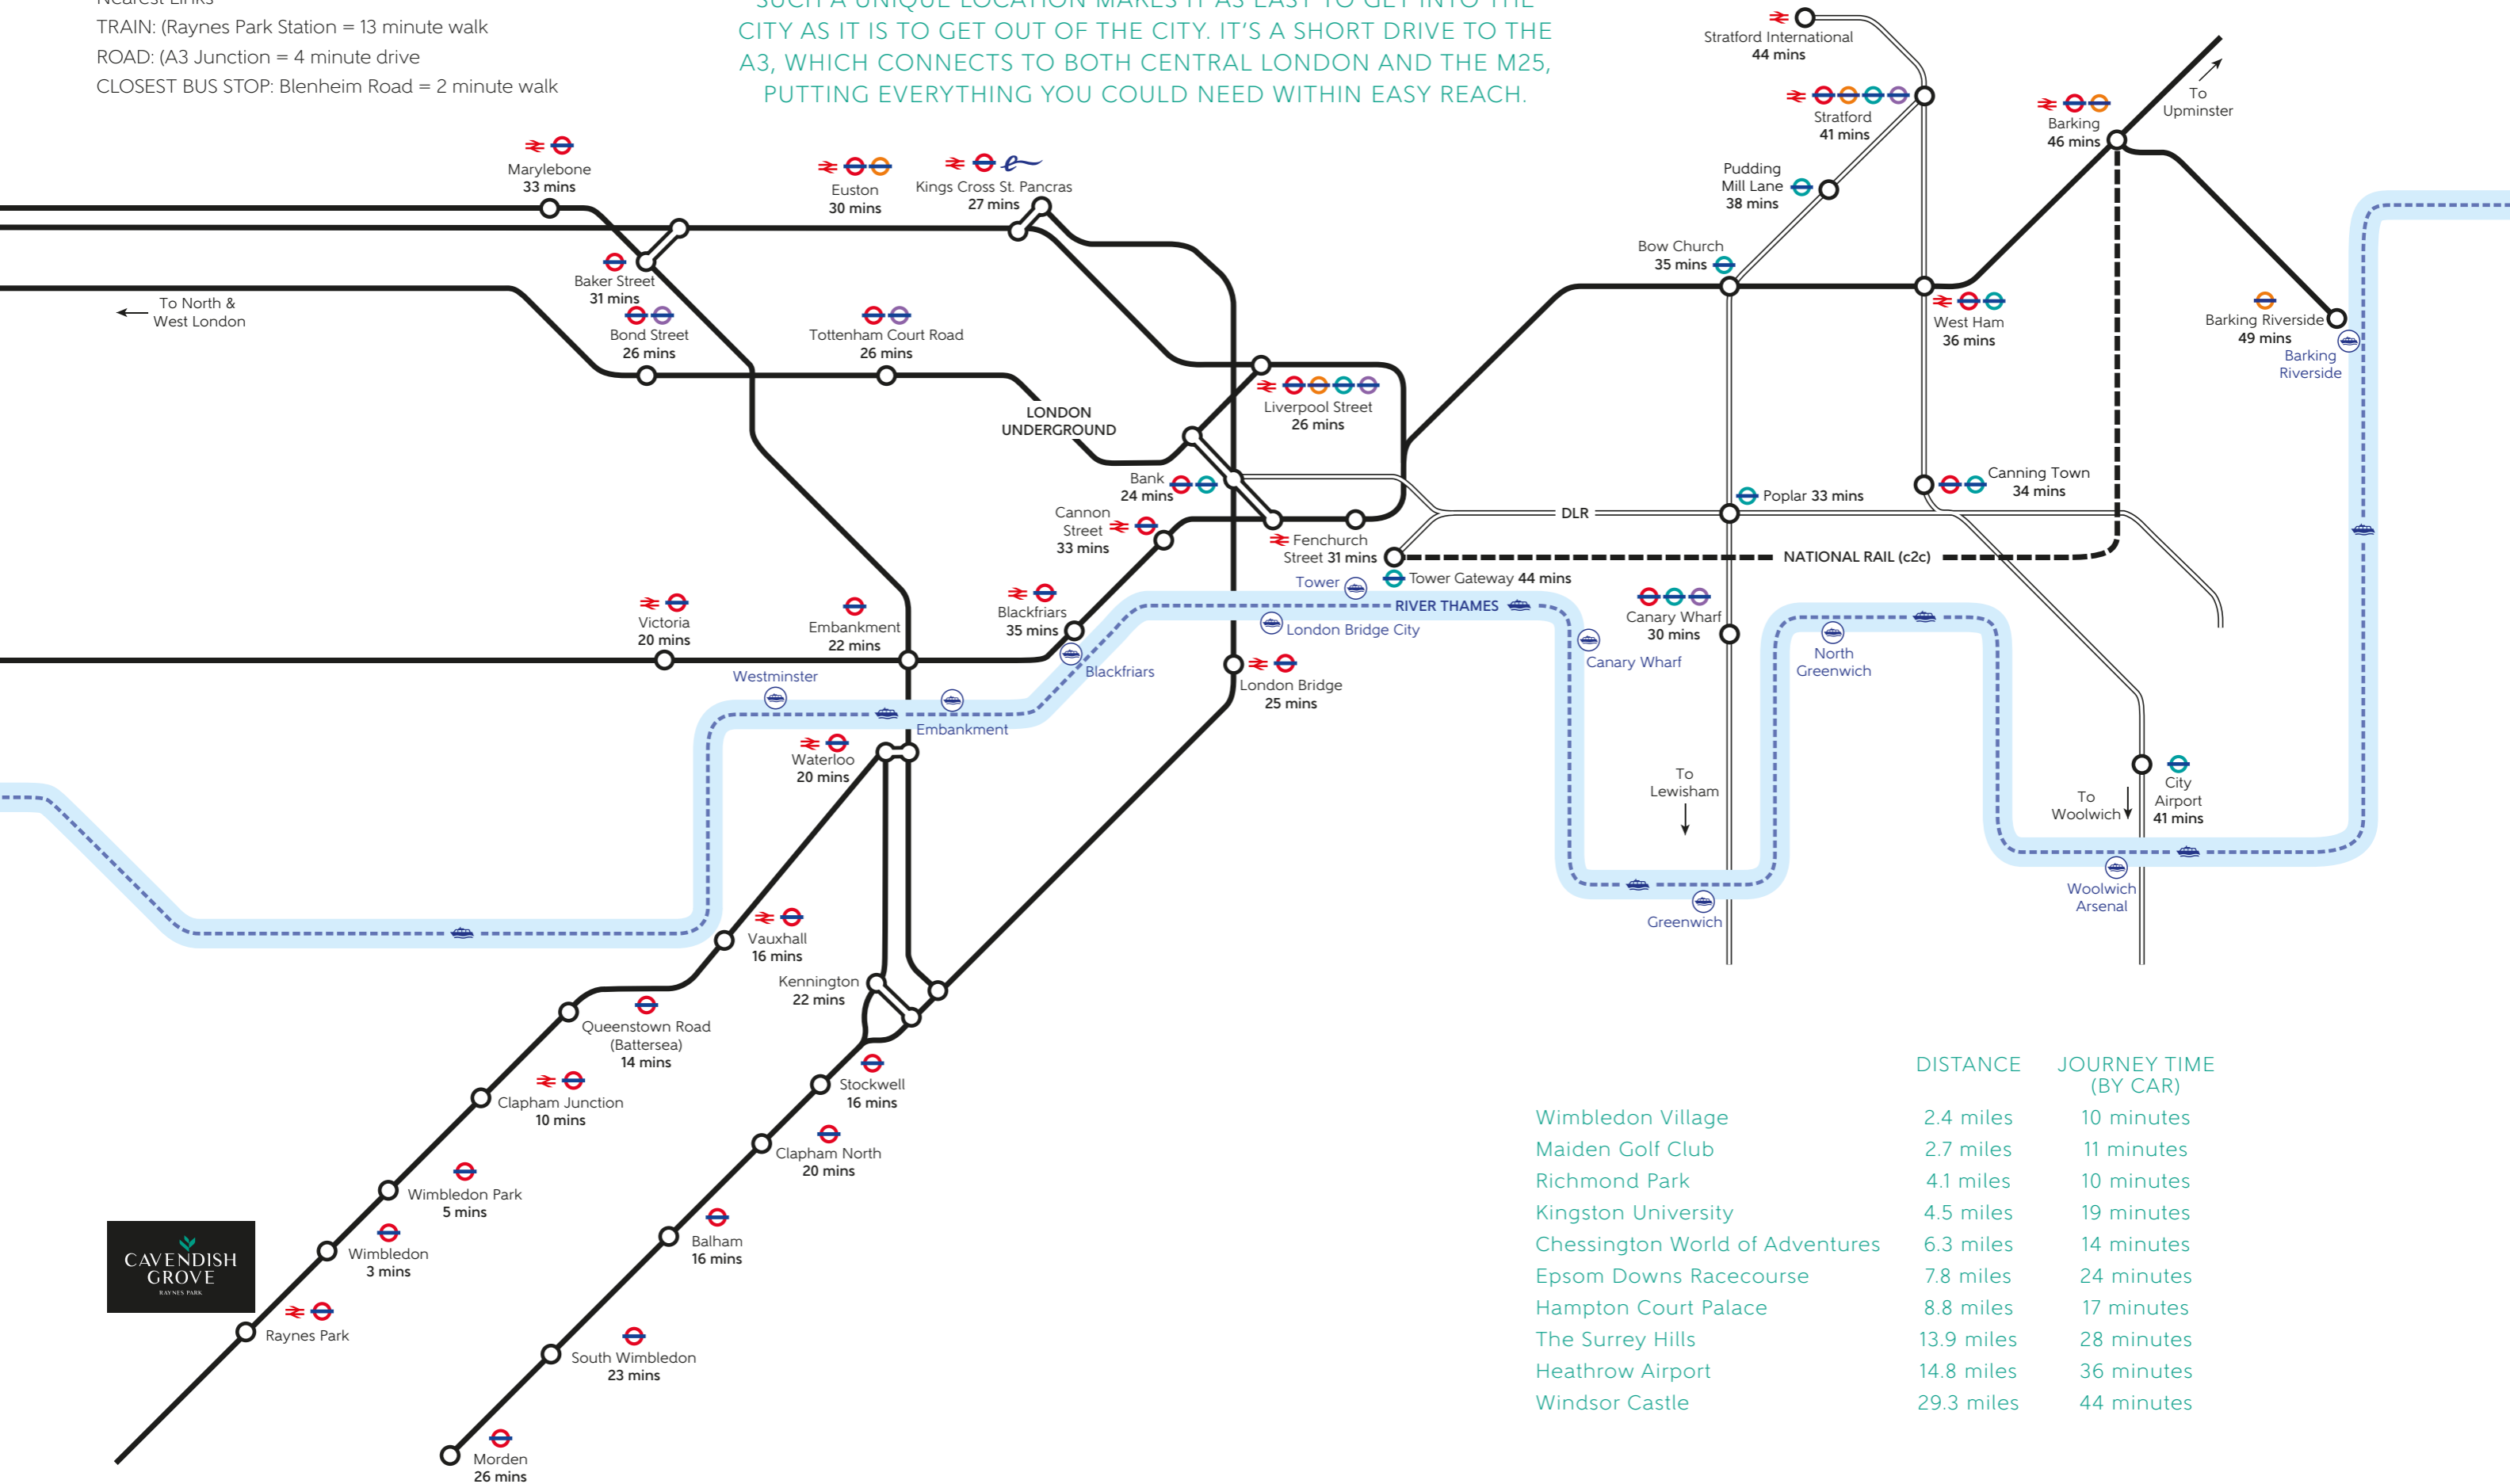 Nearest Links
TRAIN: (Raynes Park Station = 13 minute walk
ROAD: (A3 Junction = 4 minute drive
CLOSEST BUS STOP: Blenheim Road = 2 minute walk
SUCH A UNIQUE LOCATION MAKES IT AS EASY TO GET INTO THE
CITY AS IT IS TO GET OUT OF THE CITY. IT'S A SHORT DRIVE TO THE
A3, WHICH CONNECTS TO BOTH CENTRAL LONDON AND THE M25,
PUTTING EVERYTHING YOU COULD NEED WITHIN EASY REACH.
Stratford International
44 mins
Stratford
41 mins
Barking
46 mins
To
Upminster
Pudding
Mill Lane
38 mins
Marylebone
33 mins
Euston
30 mins
Kings Cross St. Pancras
27 mins
Bow Church
35 mins
Baker Street
31 mins
To North &
West London
Bond Street
26 mins
Tottenham Court Road
26 mins
West Ham
36 mins
Barking Riverside
49 mins
Barking
Riverside
LONDON
UNDERGROUND
Liverpool Street
26 mins
Bank
24 mins
Canning Town
34 mins
Poplar 33 mins
Cannon
Street
33 mins
DLR
Fenchurch
Street 31 mins
NATIONAL RAIL (c2c)
Tower
Tower Gateway 44 mins
RIVER THAMES
London Bridge City
Victoria
20 mins
Embankment
22 mins
Blackfriars
35 mins
Canary Wharf
30 mins
Canary Wharf
North
Greenwich
Westminster
Blackfriars
London Bridge
25 mins
Embankment
Waterloo
20 mins
To
Lewisham
To
Woolwich
City
Airport
41 mins
Woolwich
Arsenal
Greenwich
Vauxhall
16 mins
Kennington
22 mins
Queenstown Road
(Battersea)
14 mins
Stockwell
16 mins
Clapham Junction
10 mins
Clapham North
20 mins
Wimbledon Park
5 mins
Balham
16 mins
Wimbledon
3 mins
CAVENDISH
GROVE
RAYNES PARK
Raynes Park
South Wimbledon
23 mins
Morden
26 mins
DISTANCE JOURNEY TIME
(BY CAR)
Wimbledon Village 2.4 miles 10 minutes
Maiden Golf Club 2.7 miles 11 minutes
Richmond Park 4.1 miles 10 minutes
Kingston University 4.5 miles 19 minutes
Chessington World of Adventures 6.3 miles 14 minutes
Epsom Downs Racecourse 7.8 miles 24 minutes
Hampton Court Palace 8.8 miles 17 minutes
The Surrey Hills 13.9 miles 28 minutes
Heathrow Airport 14.8 miles 36 minutes
Windsor Castle 29.3 miles 44 minutes